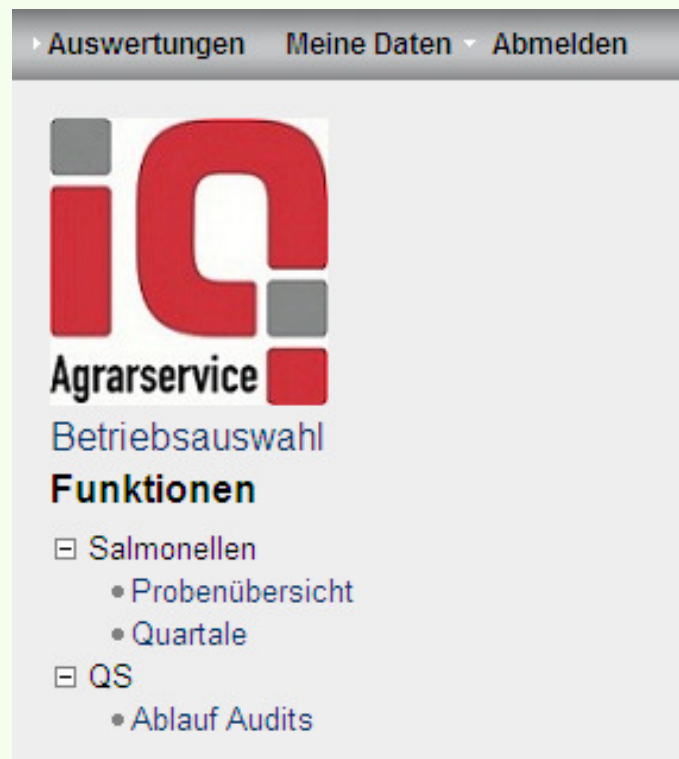 Auswertungen Meine Daten Abmelden
iQ
Agrarservice
Betriebsauswahl
Funktionen
Salmonellen
Probenübersicht
Quartale
QS
Ablauf Audits